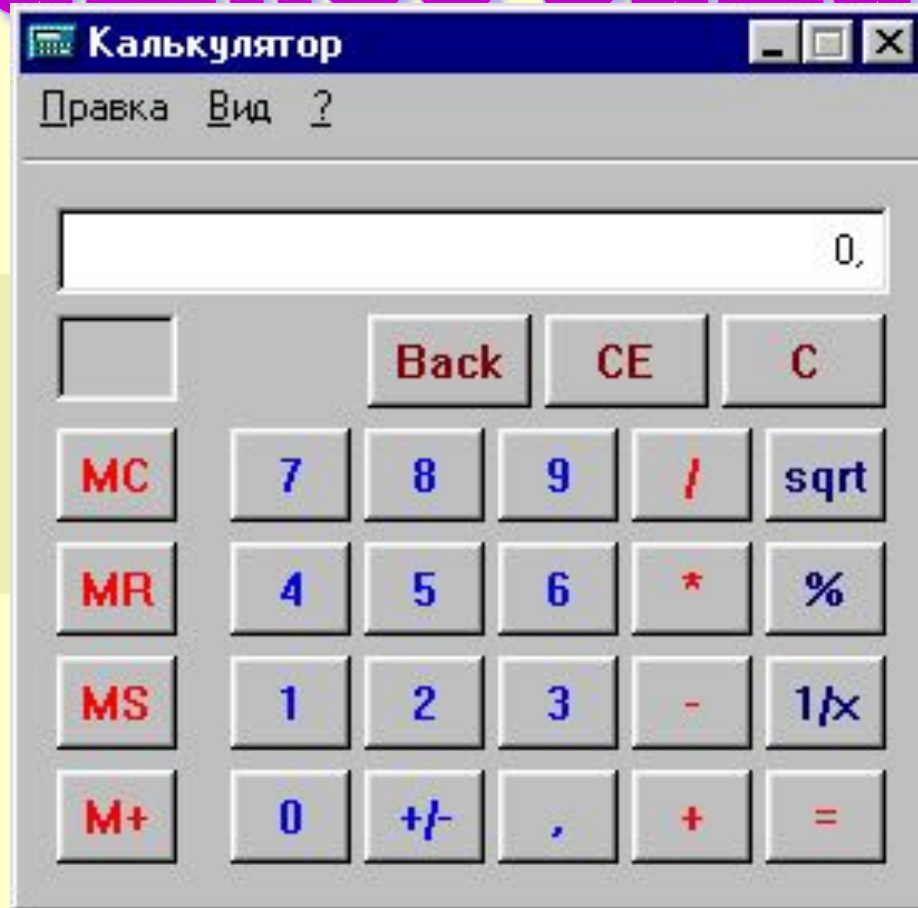 Калькулятор
Правка Вид ?
0,
Back CE C
MC 7 8 9 / sqrt
MR 4 5 6 * %
MS 1 2 3 - 1/x
M+ 0 +/- , + =